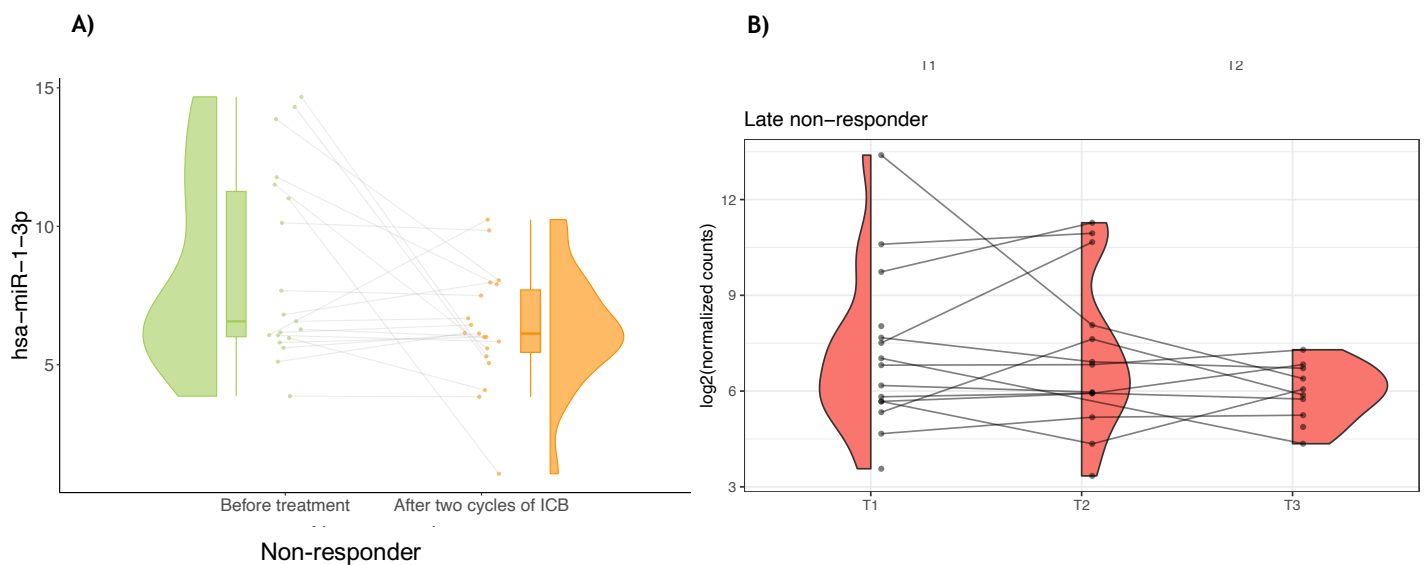 A)
15
10
5
hsa−miR−1−3p
Before treatment
After two cycles of ICB
Non-responder
B)
T1
T2
Late non−responder
12
9
6
3
log2(normalized counts)
T1
T2
T3